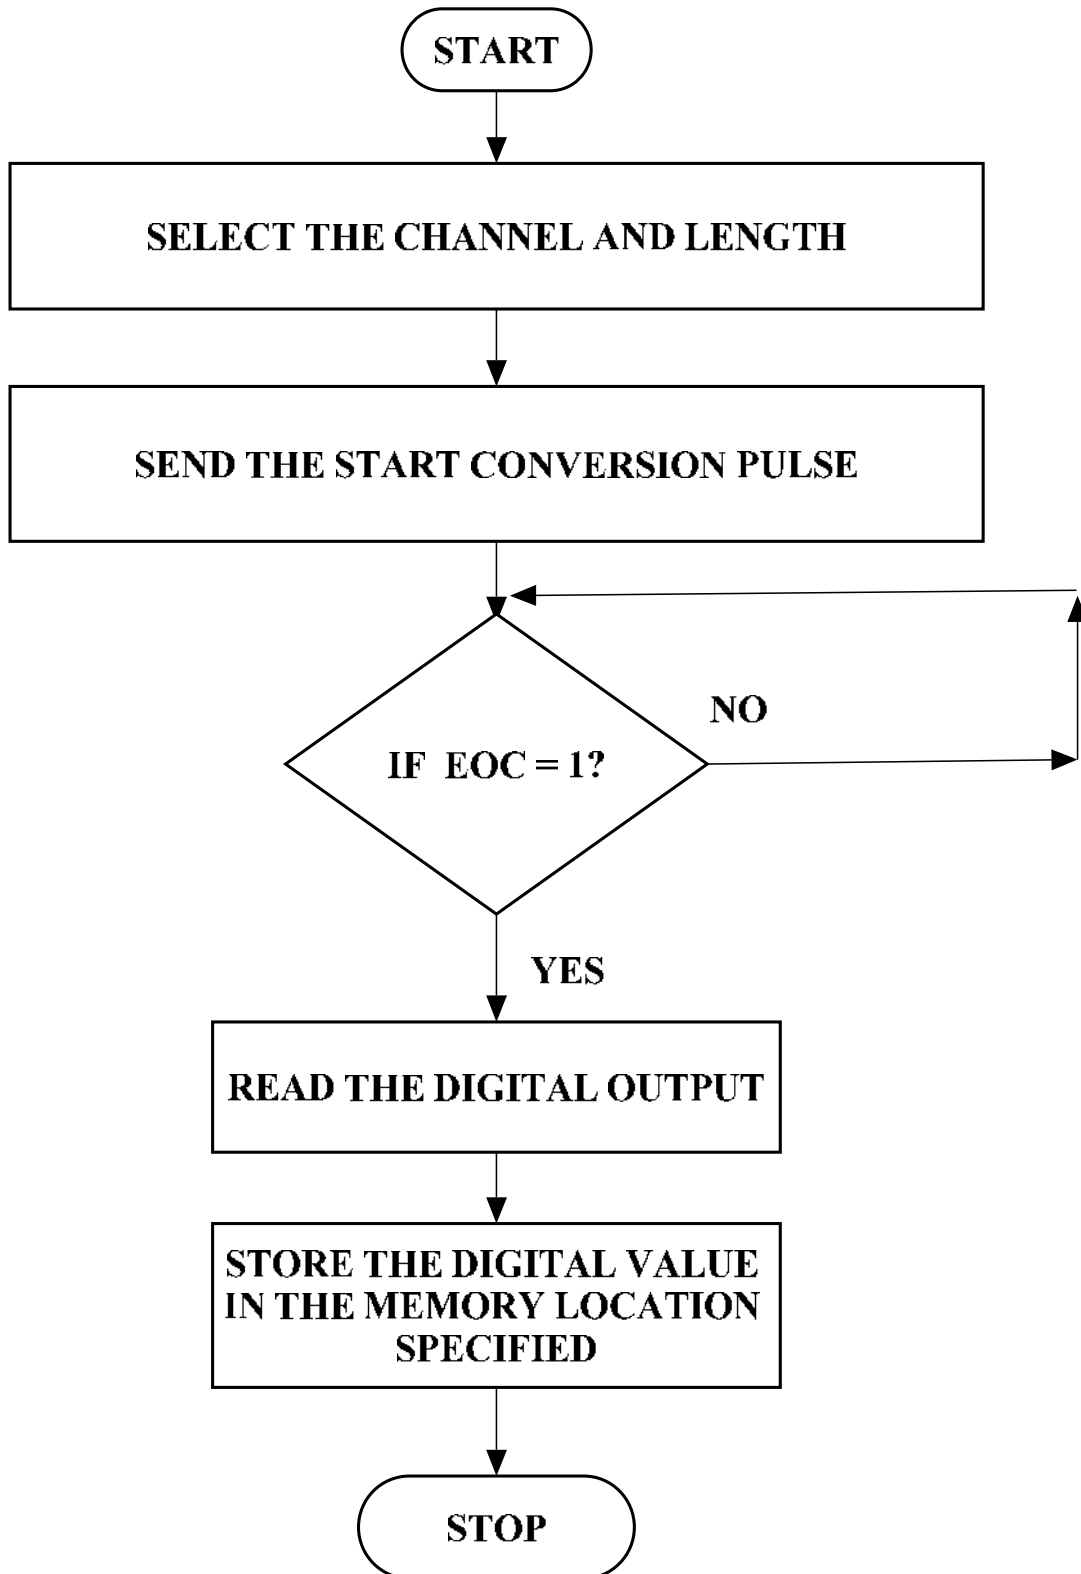 START
SELECT THE CHANNEL AND LENGTH
SEND THE START CONVERSION PULSE
NO
IF EOC = 1?
YES
READ THE DIGITAL OUTPUT
STORE THE DIGITAL VALUE
IN THE MEMORY LOCATION
SPECIFIED
STOP